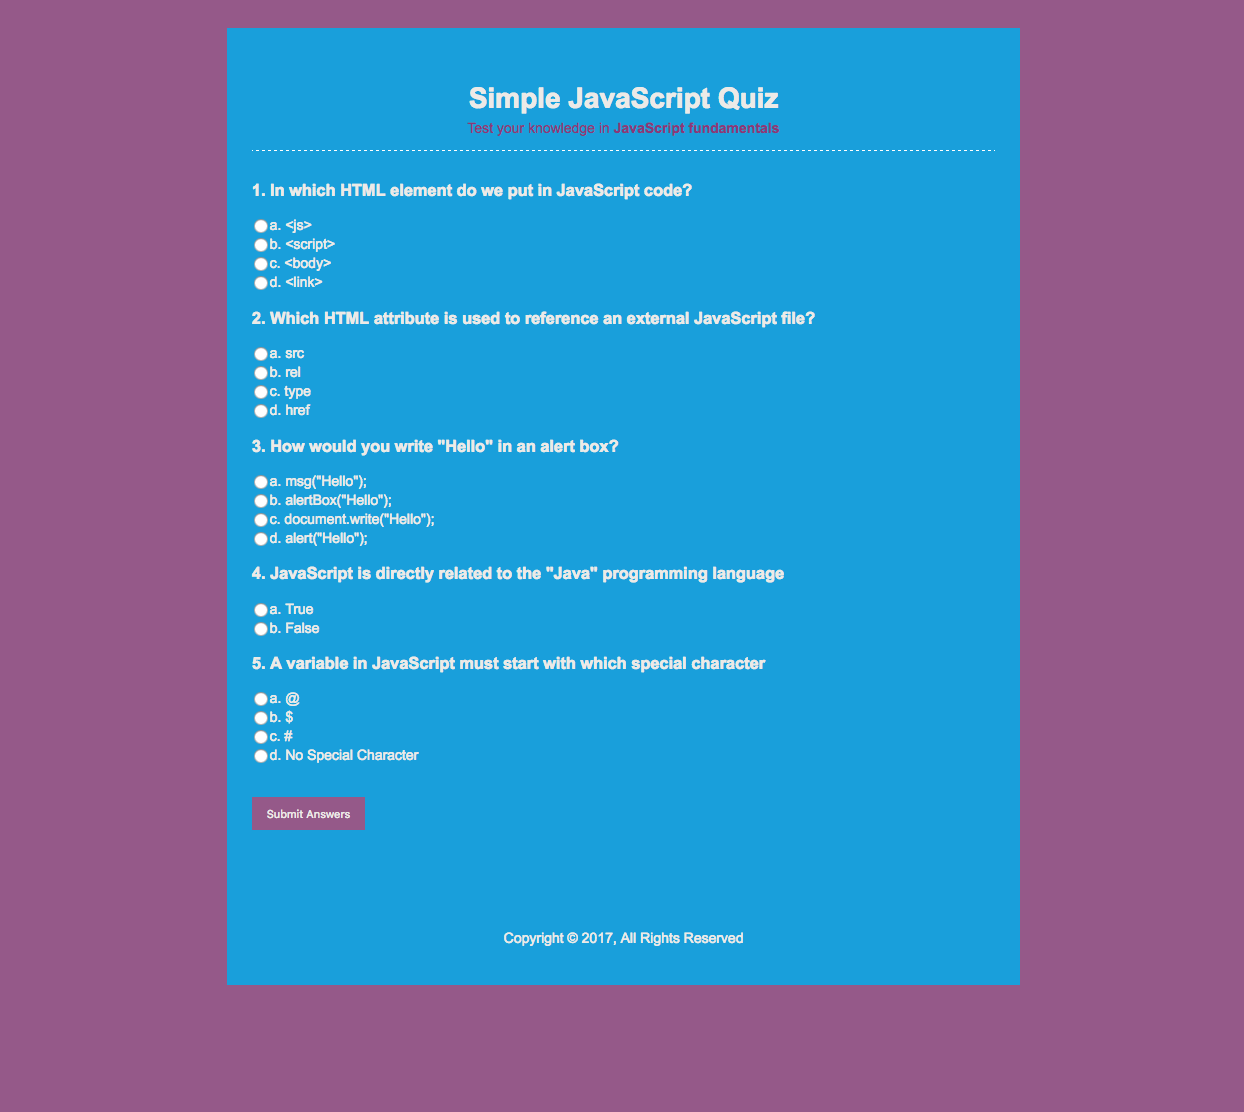 Simple JavaScript Quiz
Test your knowledge in JavaScript fundamentals
1. In which HTML element do we put in JavaScript code?
a. <js>
b. <script>
c. <body>
d. <link>
2. Which HTML attribute is used to reference an external JavaScript file?
a. src
b. rel
c. type
d. href
3. How would you write "Hello" in an alert box?
a. msg("Hello");
b. alertBox("Hello");
c. document.write("Hello");
d. alert("Hello");
4. JavaScript is directly related to the "Java" programming language
a. True
b. False
5. A variable in JavaScript must start with which special character
a. @
b. $
c. #
d. No Special Character
Submit Answers
Copyright © 2017, All Rights Reserved